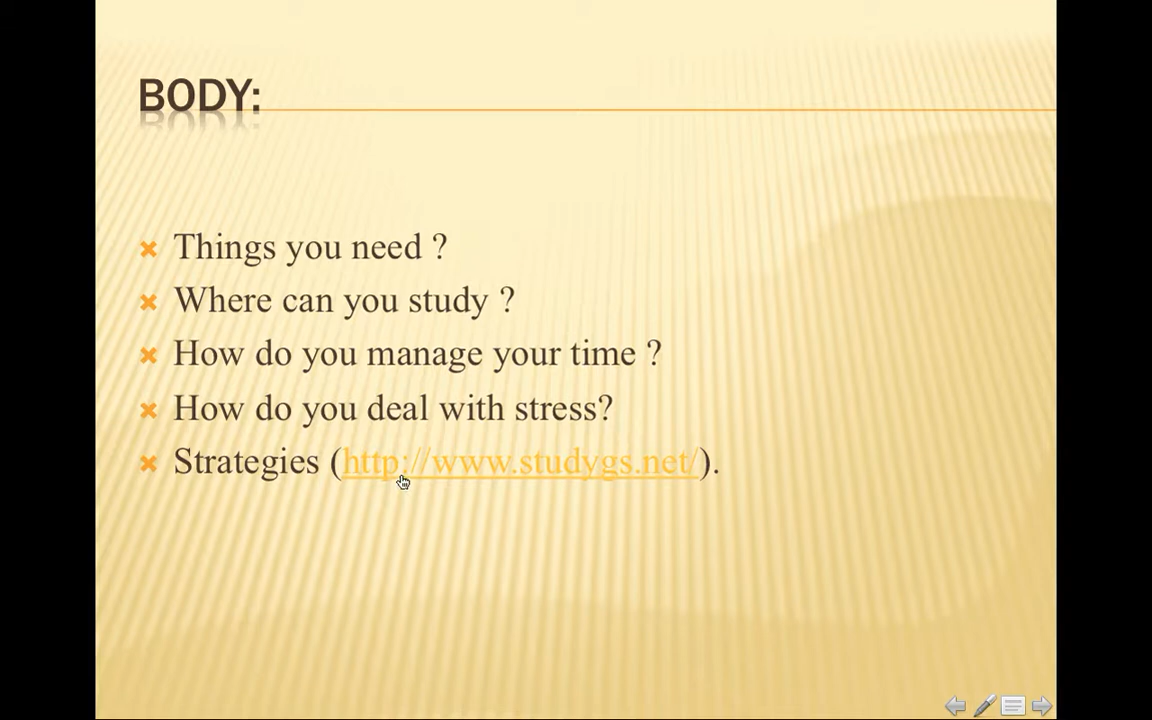 BODY:
Things you need ?
Where can you study ?
How do you manage your time ?
How do you deal with stress?
Strategies (http://www.studygs.net/).